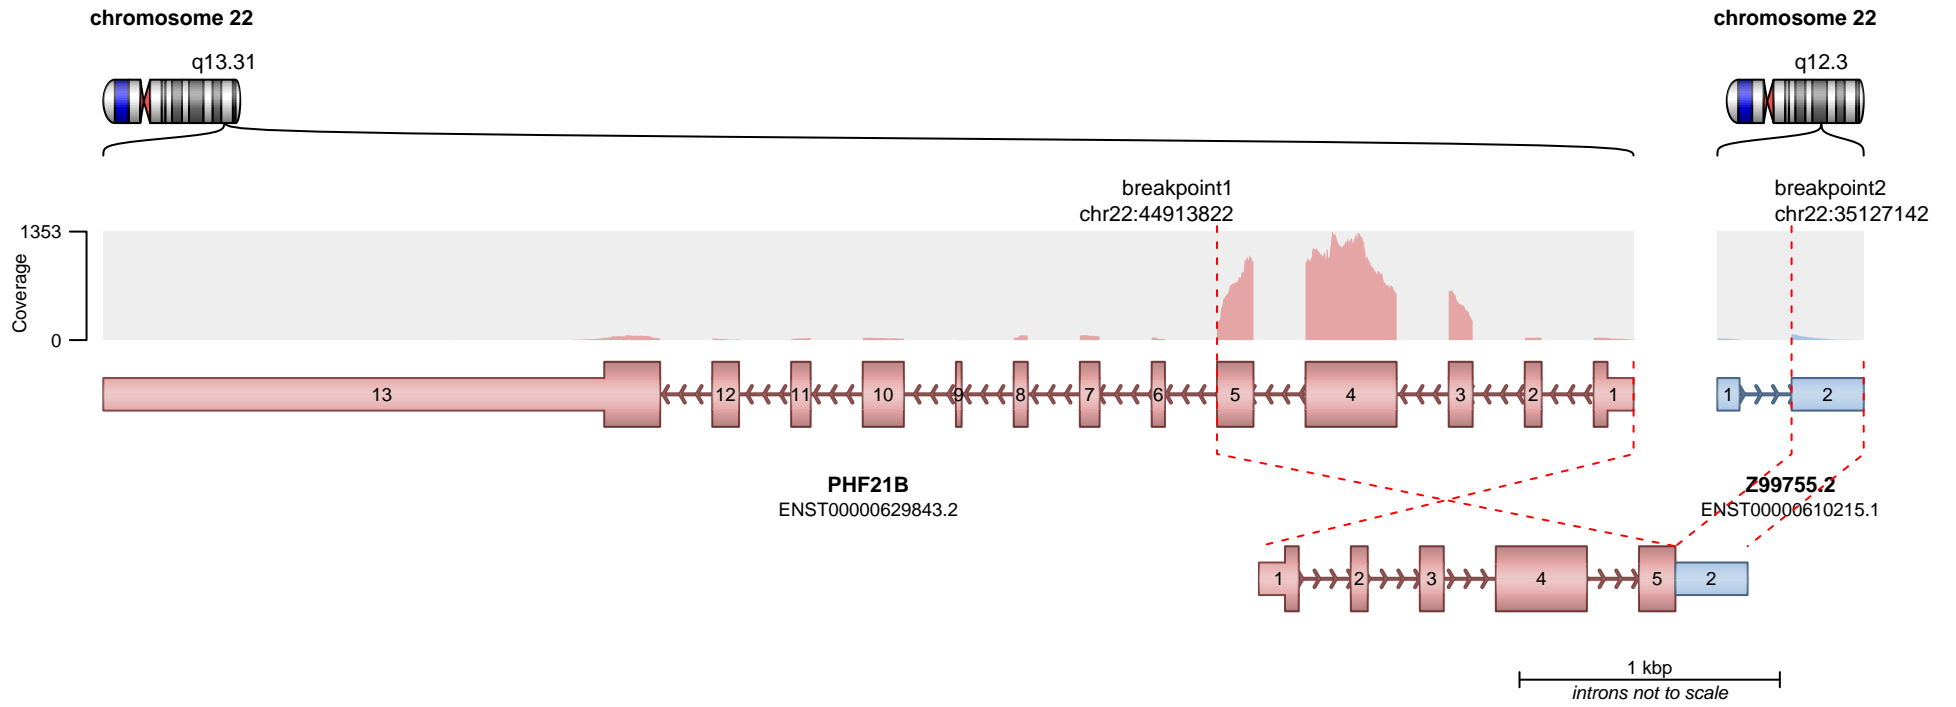 chromosome 22
chromosome 22
q13.31
q12.3
breakpoint1
chr22:44913822
breakpoint2
chr22:35127142
1353
Coverage
0
13 12 11 10 9 8 7 6 5 4 3 2 1
1 2
PHF21B
ENST00000629843.2
Z99755.2
ENST00000610215.1
1 2 3 4 5 2
1 kbp
introns not to scale